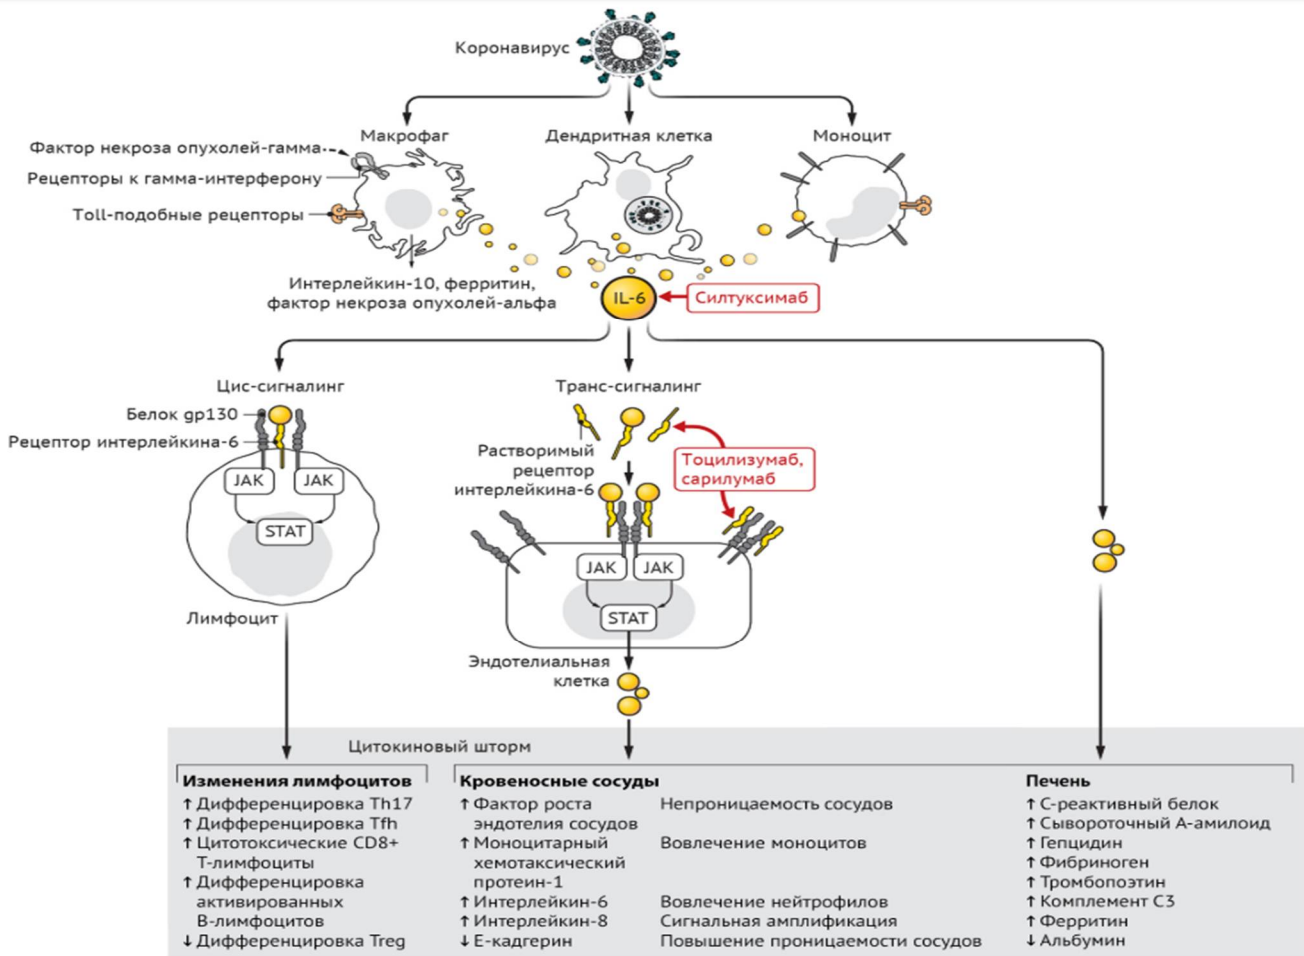 Коронавирус
Макрофаг
Дендритная клетка
Моноцит
Фактор некроза опухолей-гамма
Рецепторы к гамма-интерферону
Toll-подобные рецепторы
Интерлейкин-10, ферритин,
фактор некроза опухолей-альфа
IL-6
Силтуксимаб
Цис-сигналинг
Транс-сигналинг
Белок gp130
Рецептор интерлейкина-6
Растворимый
рецептор
интерлейкина-6
Тоцилизумаб,
сарилумаб
JAK
JAK
STAT
JAK
JAK
STAT
Лимфоцит
Эндотелиальная
клетка
Цитокиновый шторм
Изменения лимфоцитов
↑ Дифференцировка Th17
↑ Дифференцировка Tfh
↑ Цитотоксические CD8+
Т-лимфоциты
↑ Дифференцировка
активированных
В-лимфоцитов
↓ Дифференцировка Treg
Кровеносные сосуды
↑ Фактор роста
эндотелия сосудов
Непроницаемость сосудов
↑ Моноцитарный
хемотаксический
протеин-1
Вовлечение моноцитов
↑ Интерлейкин-6
Вовлечение нейтрофилов
↑ Интерлейкин-8
Сигнальная амплификация
↓ Е-кадгерин
Повышение проницаемости сосудов
Печень
↑ С-реактивный белок
↑ Сывороточный А-амилоид
↑ Гепцидин
↑ Фибриноген
↑ Тромбопоэтин
↑ Комплемент С3
↑ Ферритин
↓ Альбумин